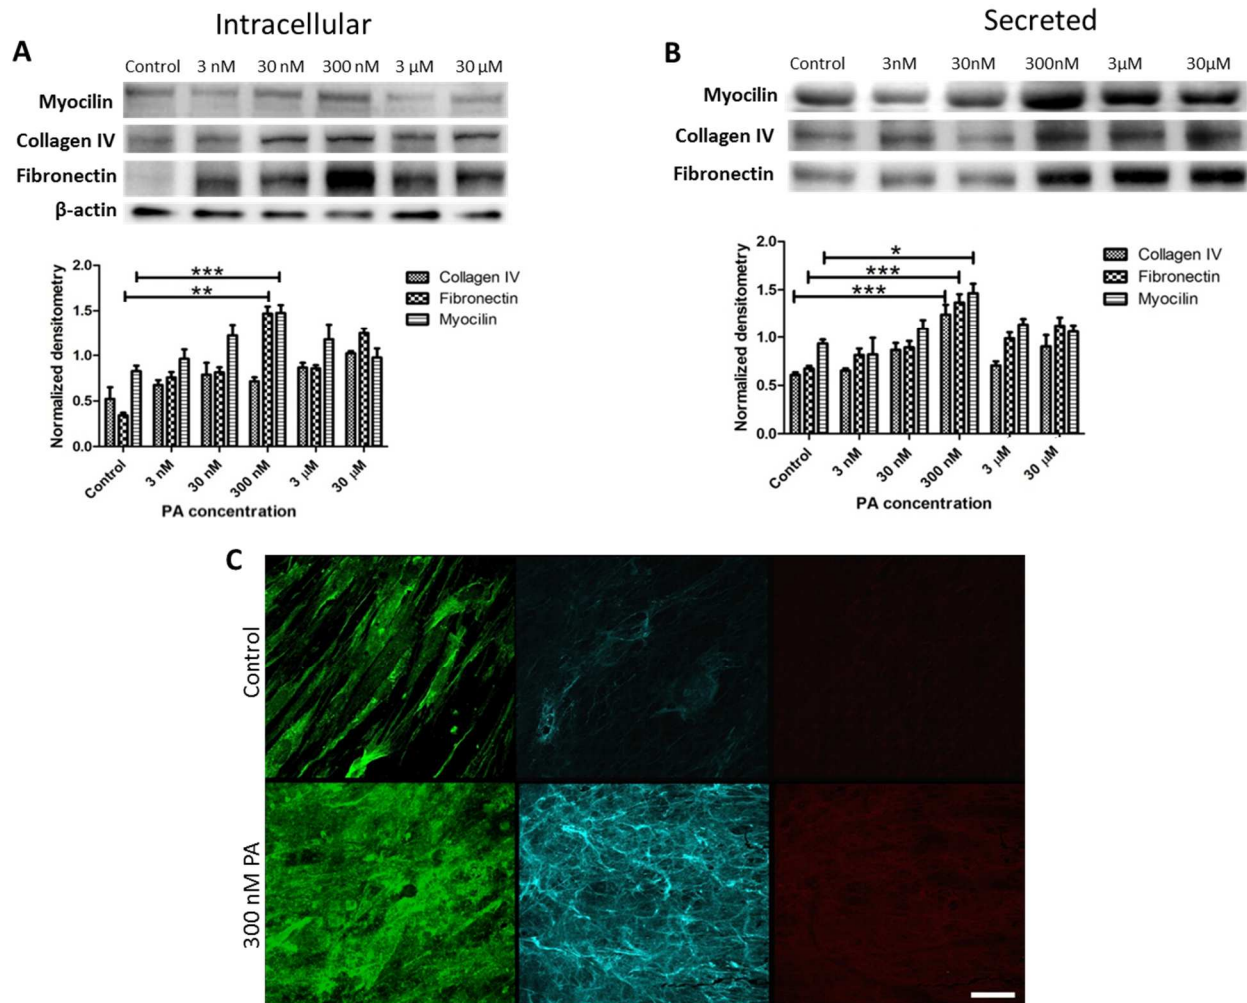 Intracellular
A
Control 3 nM 30 nM 300 nM 3 µM 30 µM
Myocilin
Collagen IV
Fibronectin
β-actin
Normalized densitometry
2.0
1.5
1.0
0.5
0.0
***
**
Collagen IV
Fibronectin
Myocilin
Control 3 nM 30 nM 300 nM 3 µM 30 µM
PA concentration
Secreted
B
Control 3nM 30nM 300nM 3µM 30µM
Myocilin
Collagen IV
Fibronectin
Normalized densitometry
2.0
1.5
1.0
0.5
0.0
*
***
***
Collagen IV
Fibronectin
Myocilin
Control 3 nM 30 nM 300 nM 3 µM 30 µM
PA concentration
C
Control
300 nM PA